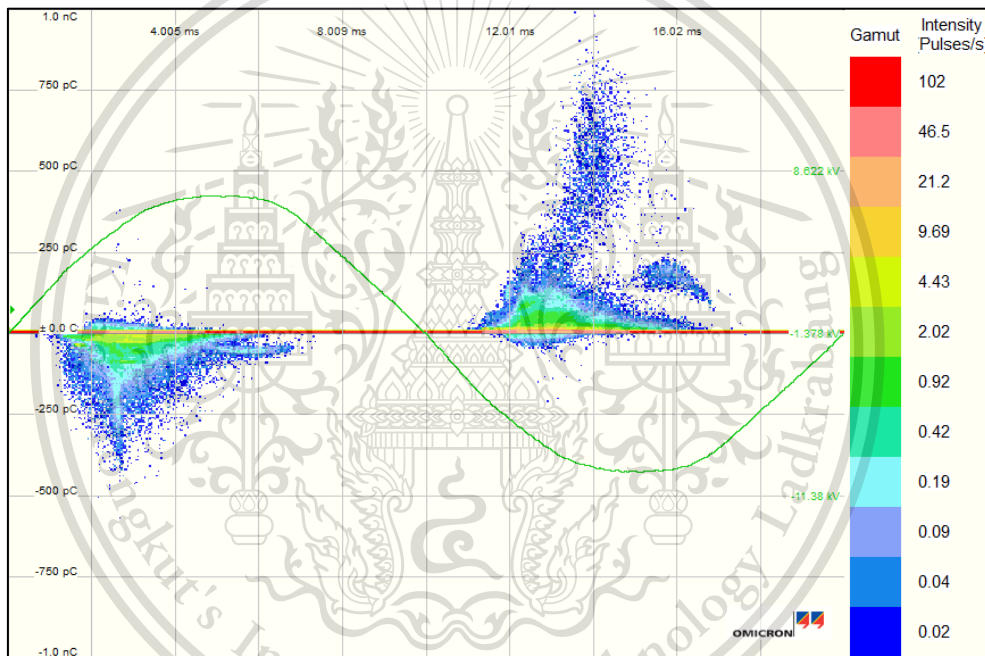 1.0 nC
4.005 ms
8.009 ms
12.01 ms
16.02 ms
750 pC
500 pC
8.622 kV
250 pC
± 0.0 C
-1.378 kV
-250 pC
-500 pC
-11.38 kV
-750 pC
-1.0 nC
OMICRON
Gamut
Intensity
[Pulses/s]
102
46.5
21.2
9.69
4.43
2.02
0.92
0.42
0.19
0.09
0.04
0.02
Ladkrabang